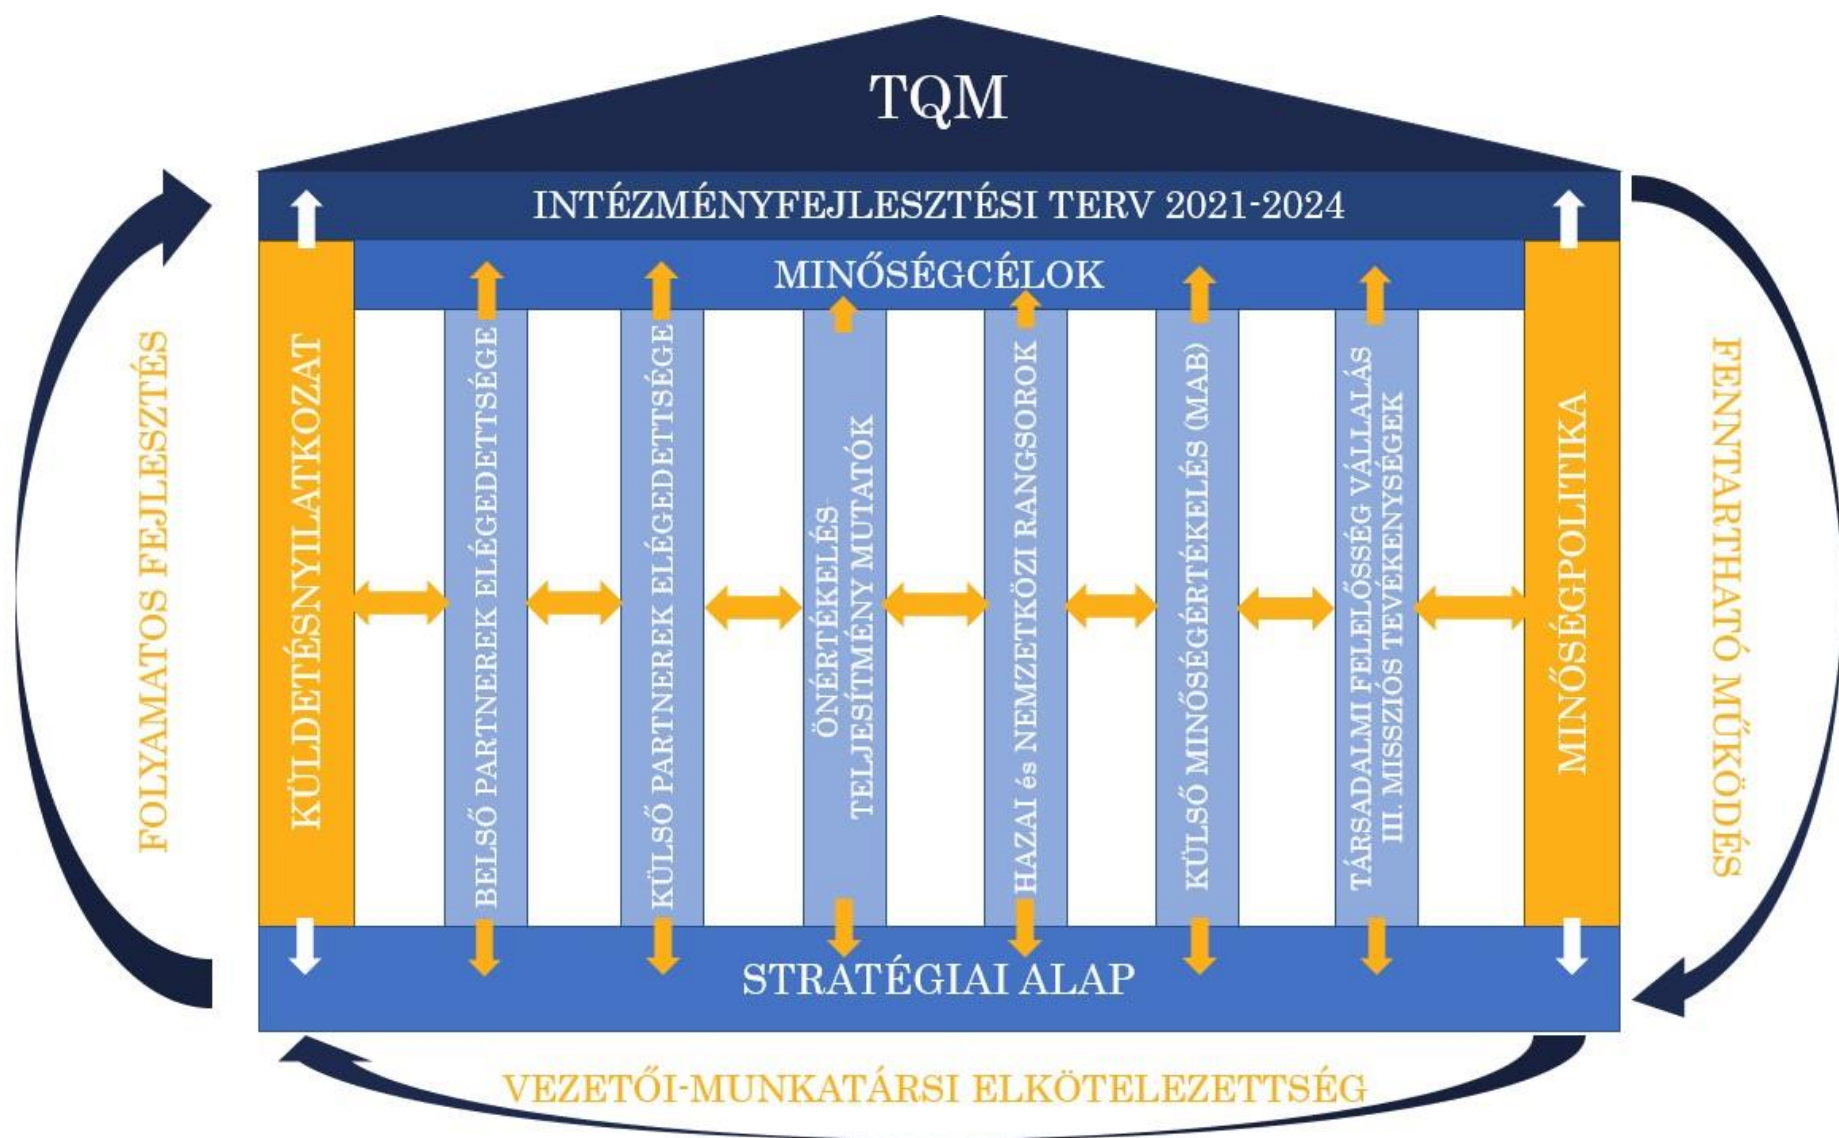 TQM
INTÉZMÉNYFEJLESZTÉSI TERV 2021-2024
MINŐSÉGCÉLOK
FOLYAMATOS FEJLESZTÉS
KÜLDETÉSNYILATKOZAT
BELSŐ PARTNEREK ELÉGEDETTSÉGE
KÜLSŐ PARTNEREK ELÉGEDETTSÉGE
ÖNÉRTÉKELÉS-
TELJESÍTMÉNY MUTATÓK
HAZAI és NEMZETKÖZI RANGSOROK
KÜLSŐ MINŐSÉGÉRTÉKELÉS (MAB)
TÁRSADALMI FELELŐSSÉG VÁLLALÁS
III. MISSZIÓS TEVÉKENYSÉGEK
MINŐSÉGPOLITIKA
FENNTARTHATÓ MŰKÖDÉS
STRATÉGIAI ALAP
VEZETŐI-MUNKATÁRSI ELKÖTELEZETTSÉG